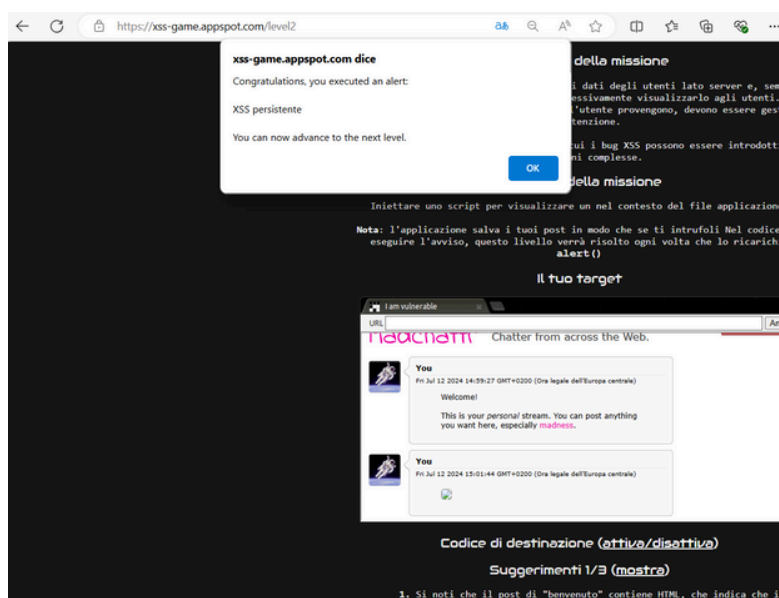 https://xss-game.appspot.com/level2
xss-game.appspot.com dice
Congratulations, you executed an alert:
XSS persistente
You can now advance to the next level.
OK
della missione
i dati degli utenti lato server e, sem
essivamente visualizzarlo agli utenti.
l'utente provengono, devono essere gest
tenzione.
cui i bug XSS possono essere introdotti
ni complesse.
della missione
Iniettare uno script per visualizzare un nel contesto del file applicazione
Nota: l'applicazione salva i tuoi post in modo che se ti intrufoli Nel codice
eseguire l'avviso, questo livello verrà risolto ogni volta che lo ricarich
alert()
Il tuo target
I am vulnerable
URL
An
Madchattr
Chatter from across the Web.
You
Fri Jul 12 2024 14:59:27 GMT+0200 (Ora legale dell'Europa centrale)
Welcome!
This is your personal stream. You can post anything
you want here, especially madness.
You
Fri Jul 12 2024 15:01:44 GMT+0200 (Ora legale dell'Europa centrale)
Codice di destinazione (attiva/disattiva)
Suggerimenti 1/3 (mostra)
1. Si noti che il post di "benvenuto" contiene HTML, che indica che i